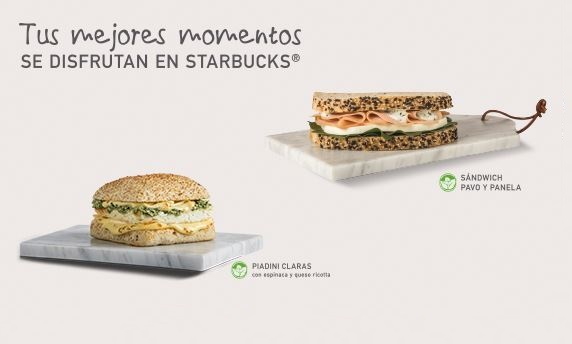 Tus mejores momentos
SE DISFRUTAN EN STARBUCKS®
SÁNDWICH
PAVO Y PANELA
PIADINI CLARAS
con espinaca y queso ricotta